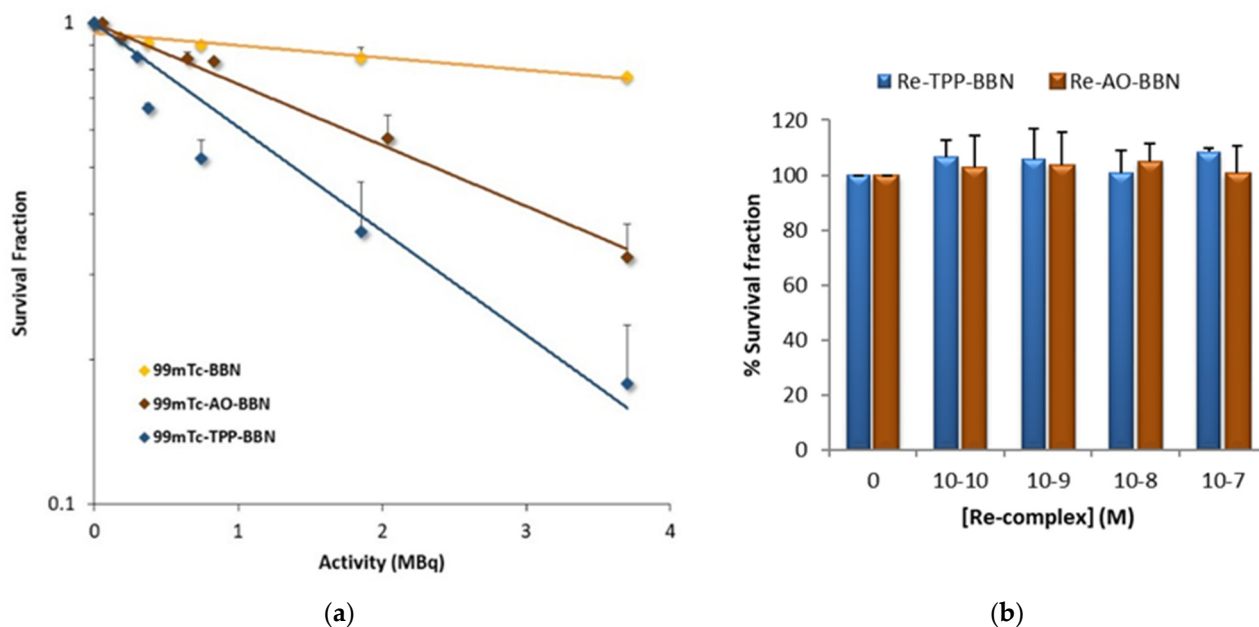 1
0.1
Survival Fraction
0
1
2
3
4
Activity (MBq)
99mTc-BBN
99mTc-AO-BBN
99mTc-TPP-BBN
(a)
Re-TPP-BBN Re-AO-BBN
120
100
80
60
40
20
0
% Survival fraction
0 10-10 10-9 10-8 10-7
[Re-complex] (M)
(b)